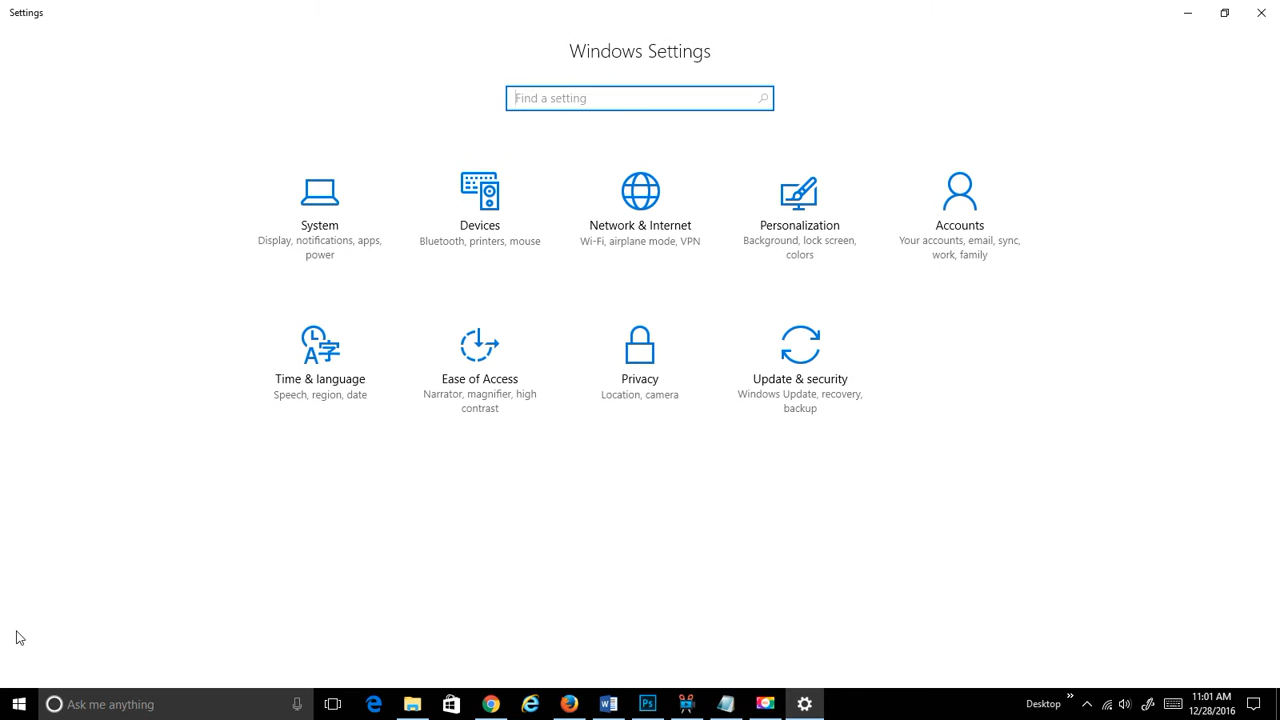 Settings
Windows Settings
Find a setting
System
Display, notifications, apps,
power
Devices
Bluetooth, printers, mouse
Network & Internet
Wi-Fi, airplane mode, VPN
Personalization
Background, lock screen,
colors
Accounts
Your accounts, email, sync,
work, family
A字
Time & language
Speech, region, date
Ease of Access
Narrator, magnifier, high
contrast
Privacy
Location, camera
Update & security
Windows Update, recovery,
backup
Ask me anything
W
Ps
Desktop
11:01 AM
12/28/2016